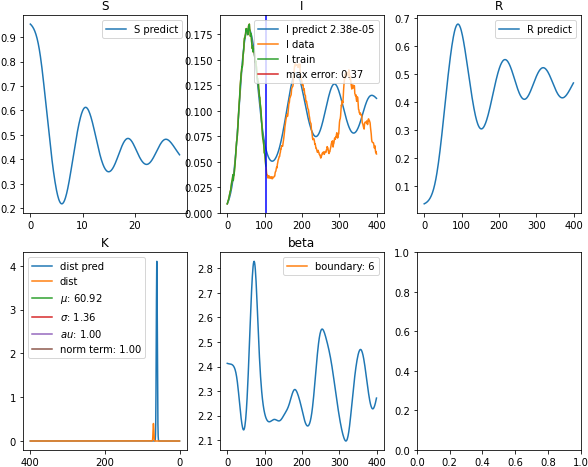 S
I
R
S predict
I predict 2.38e-05
I data
I train
max error: 0.37
R predict
0.9
0.8
0.7
0.6
0.5
0.4
0.3
0.2
0.175
0.150
0.125
0.100
0.075
0.050
0.025
0.000
0.7
0.6
0.5
0.4
0.3
0.2
0.1
0 10 20
0 100 200 300 400
0 100 200 300 400
K
beta
dist pred
dist
μ: 60.92
σ: 1.36
au: 1.00
norm term: 1.00
boundary: 6
4
3
2
1
0
2.8
2.7
2.6
2.5
2.4
2.3
2.2
2.1
1.0
0.8
0.6
0.4
0.2
0.0
400 200 0
0 100 200 300 400
0.0 0.2 0.4 0.6 0.8 1.0